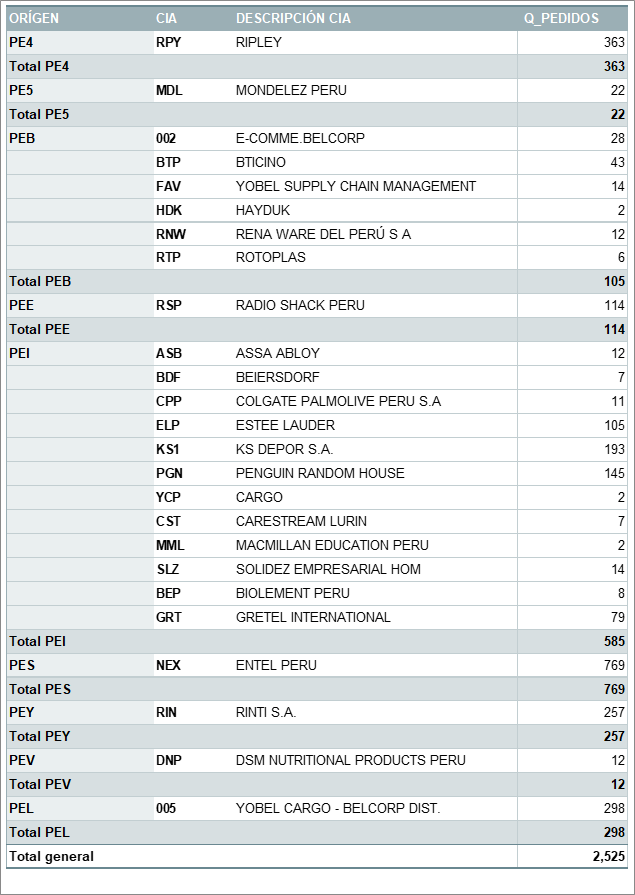 ORÍGEN CIA DESCRIPCIÓN CIA Q_PEDIDOS
PE4 RPY RIPLEY 363
Total PE4 363
PE5 MDL MONDELEZ PERU 22
Total PE5 22
PEB 002 E-COMME.BELCORP 28
BTP BTICINO 43
FAV YOBEL SUPPLY CHAIN MANAGEMENT 14
HDK HAYDUK 2
RNW RENA WARE DEL PERÚ S A 12
RTP ROTOPLAS 6
Total PEB 105
PEE RSP RADIO SHACK PERU 114
Total PEE 114
PEI ASB ASSA ABLOY 12
BDF BEIERSDORF 7
CPP COLGATE PALMOLIVE PERU S.A 11
ELP ESTEE LAUDER 105
KS1 KS DEPOR S.A. 193
PGN PENGUIN RANDOM HOUSE 145
YCP CARGO 2
CST CARESTREAM LURIN 7
MML MACMILLAN EDUCATION PERU 2
SLZ SOLIDEZ EMPRESARIAL HOM 14
BEP BIOLEMENT PERU 8
GRT GRETEL INTERNATIONAL 79
Total PEI 585
PES NEX ENTEL PERU 769
Total PES 769
PEY RIN RINTI S.A. 257
Total PEY 257
PEV DNP DSM NUTRITIONAL PRODUCTS PERU 12
Total PEV 12
PEL 005 YOBEL CARGO - BELCORP DIST. 298
Total PEL 298
Total general 2,525